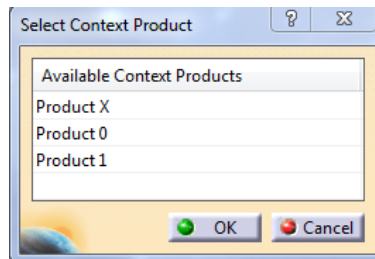 Select Context Product
?
Available Context Products
Product X
Product 0
Product 1
OK
Cancel